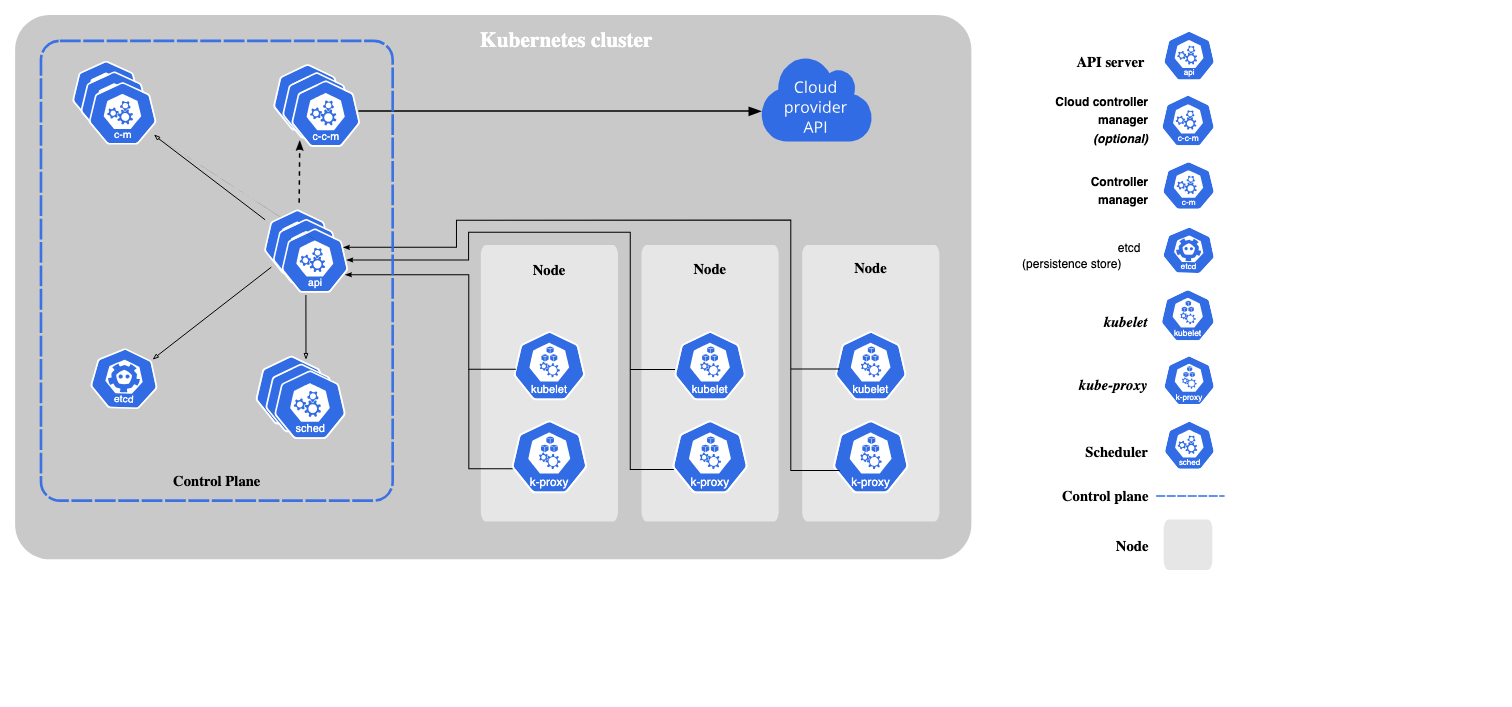 Kubernetes cluster
c-m
c-c-m
Cloud
provider
API
api
etcd
sched
Control Plane
Node
kubelet
k-proxy
Node
kubelet
k-proxy
Node
kubelet
k-proxy
API server
api
Cloud controller
manager
(optional)
c-c-m
Controller
manager
c-m
etcd
(persistence store)
etcd
kubelet
kubelet
kube-proxy
k-proxy
Scheduler
sched
Control plane
Node